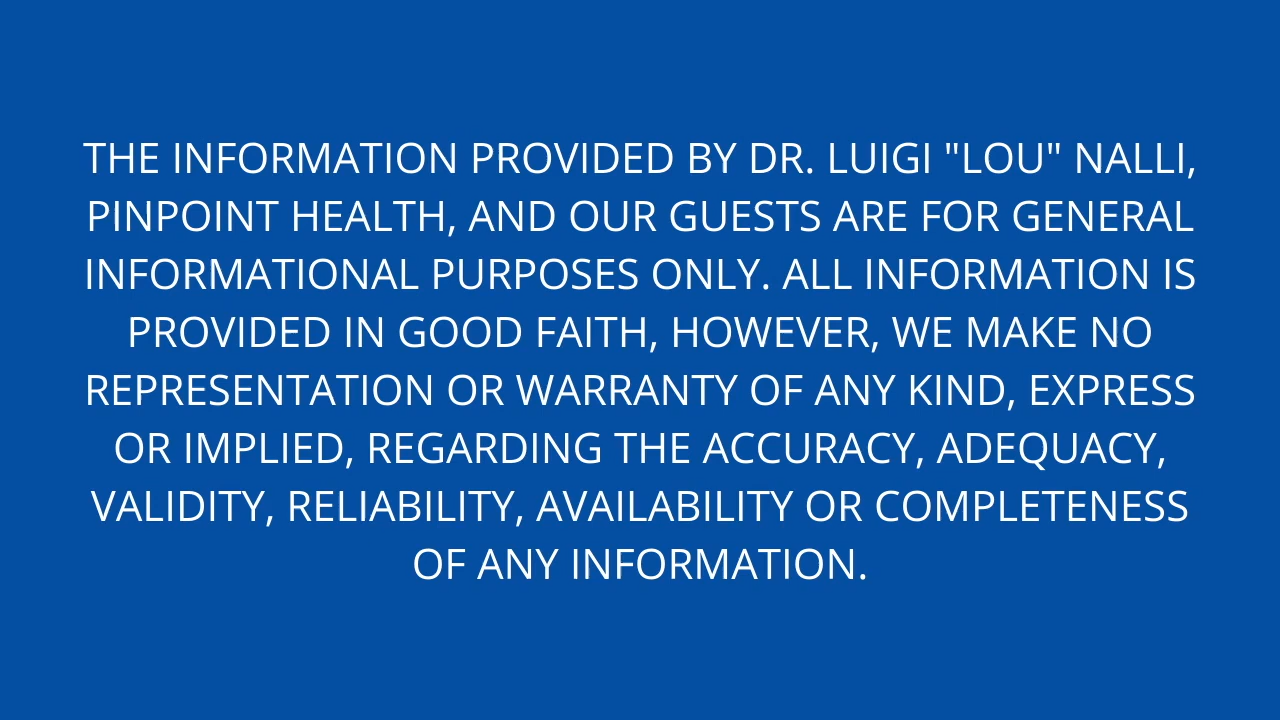 THE INFORMATION PROVIDED BY DR. LUIGI "LOU" NALLI,
PINPOINT HEALTH, AND OUR GUESTS ARE FOR GENERAL
INFORMATIONAL PURPOSES ONLY. ALL INFORMATION IS
PROVIDED IN GOOD FAITH, HOWEVER, WE MAKE NO
REPRESENTATION OR WARRANTY OF ANY KIND, EXPRESS
OR IMPLIED, REGARDING THE ACCURACY, ADEQUACY,
VALIDITY, RELIABILITY, AVAILABILITY OR COMPLETENESS
OF ANY INFORMATION.